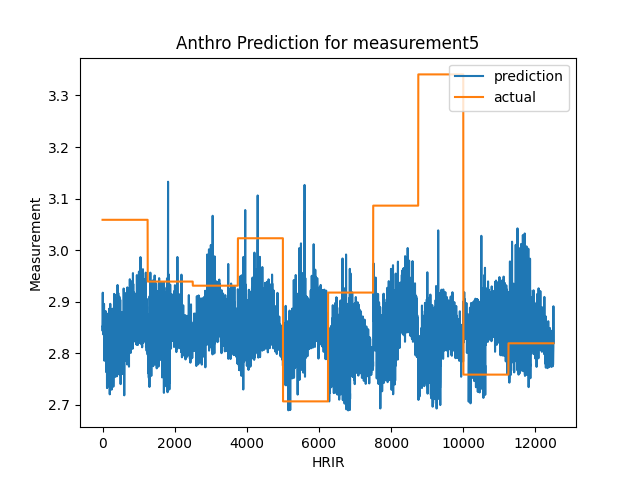 Anthro Prediction for measurement5
prediction
actual
Measurement
3.3
3.2
3.1
3.0
2.9
2.8
2.7
0 2000 4000 6000 8000 10000 12000
HRIR